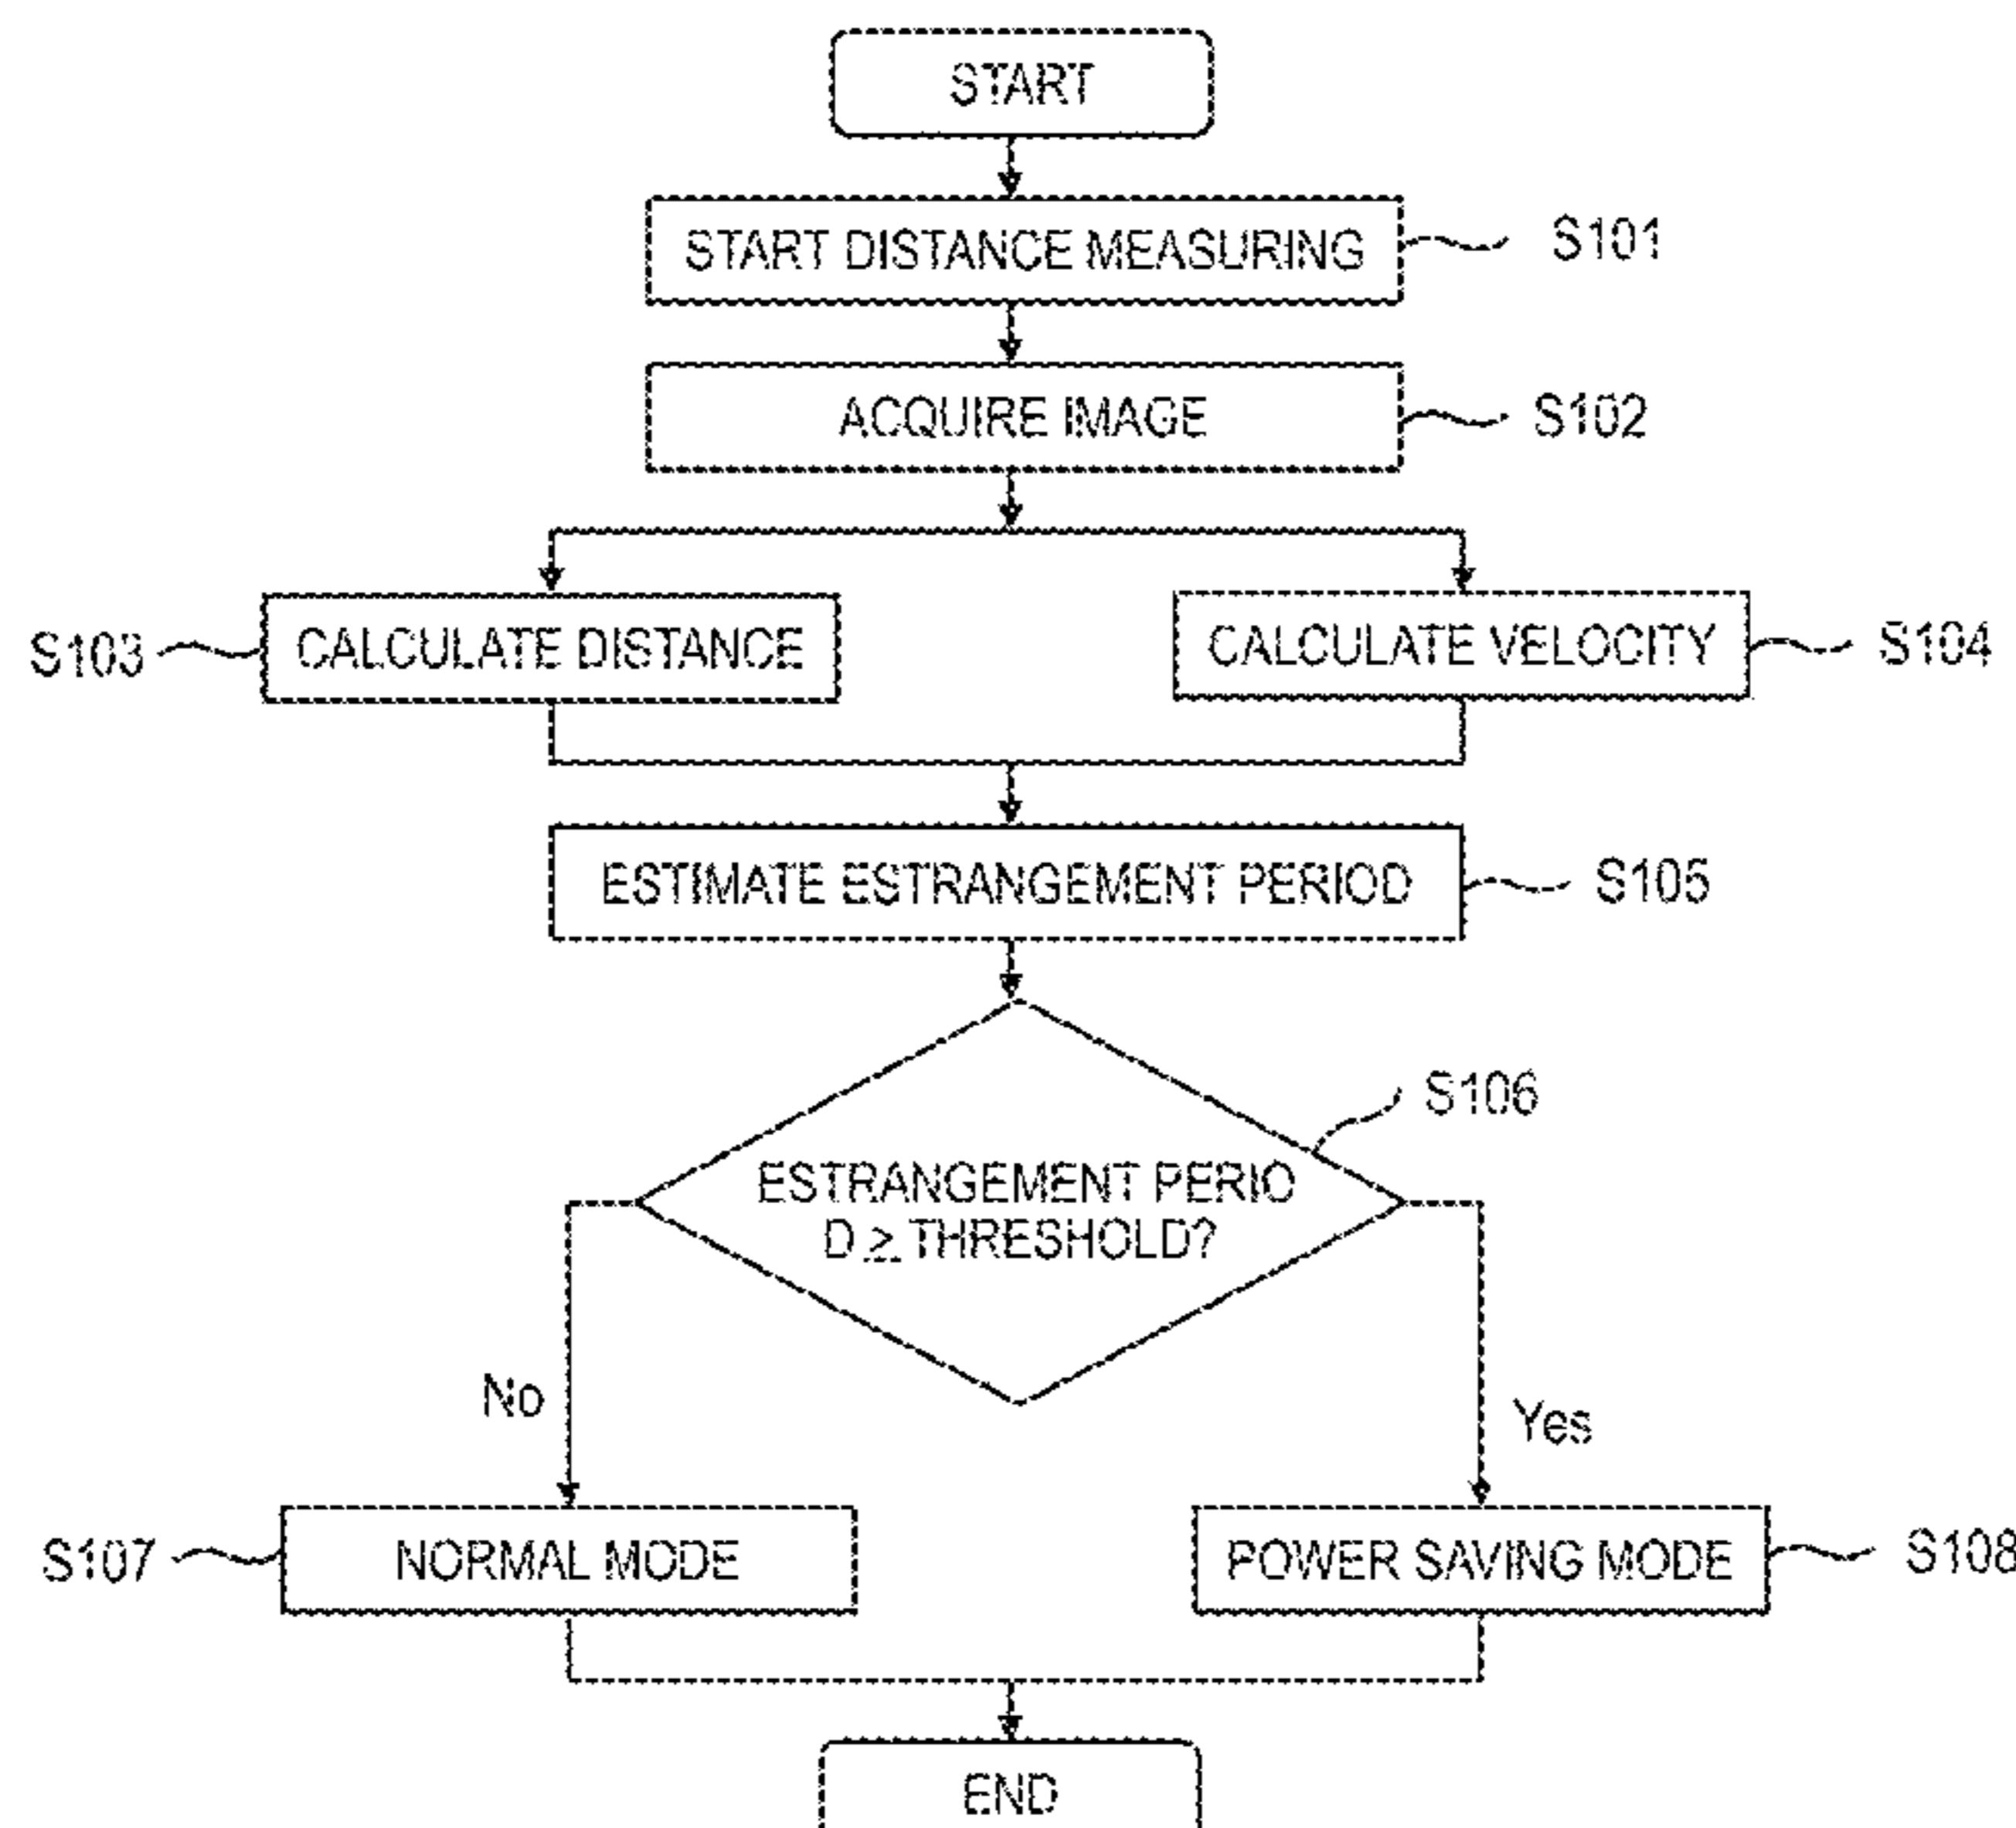 START
START DISTANCE MEASURING
S101
ACQUIRE IMAGE
S102
S103
CALCULATE DISTANCE
CALCULATE VELOCITY
S104
ESTIMATE ESTRANGEMENT PERIOD
S105
S106
ESTRANGEMENT PERIO
D ≥ THRESHOLD?
No
Yes
S107
NORMAL MODE
POWER SAVING MODE
S108
END